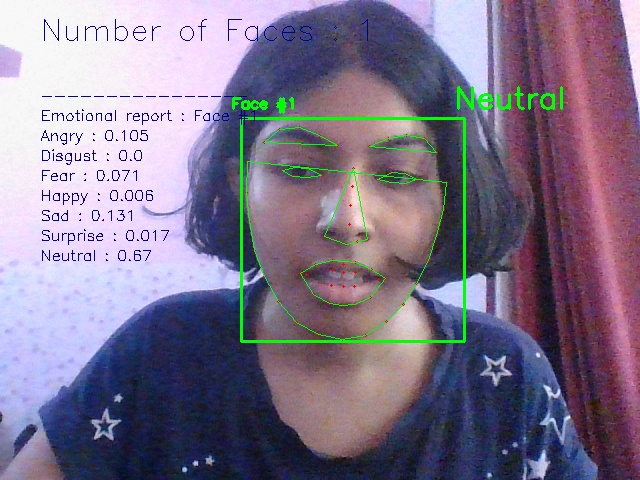 Number of Faces : 1
--------------------
Face #1
Neutral
Emotional report : Face #1
Angry : 0.105
Disgust : 0.0
Fear : 0.071
Happy : 0.006
Sad : 0.131
Surprise : 0.017
Neutral : 0.67